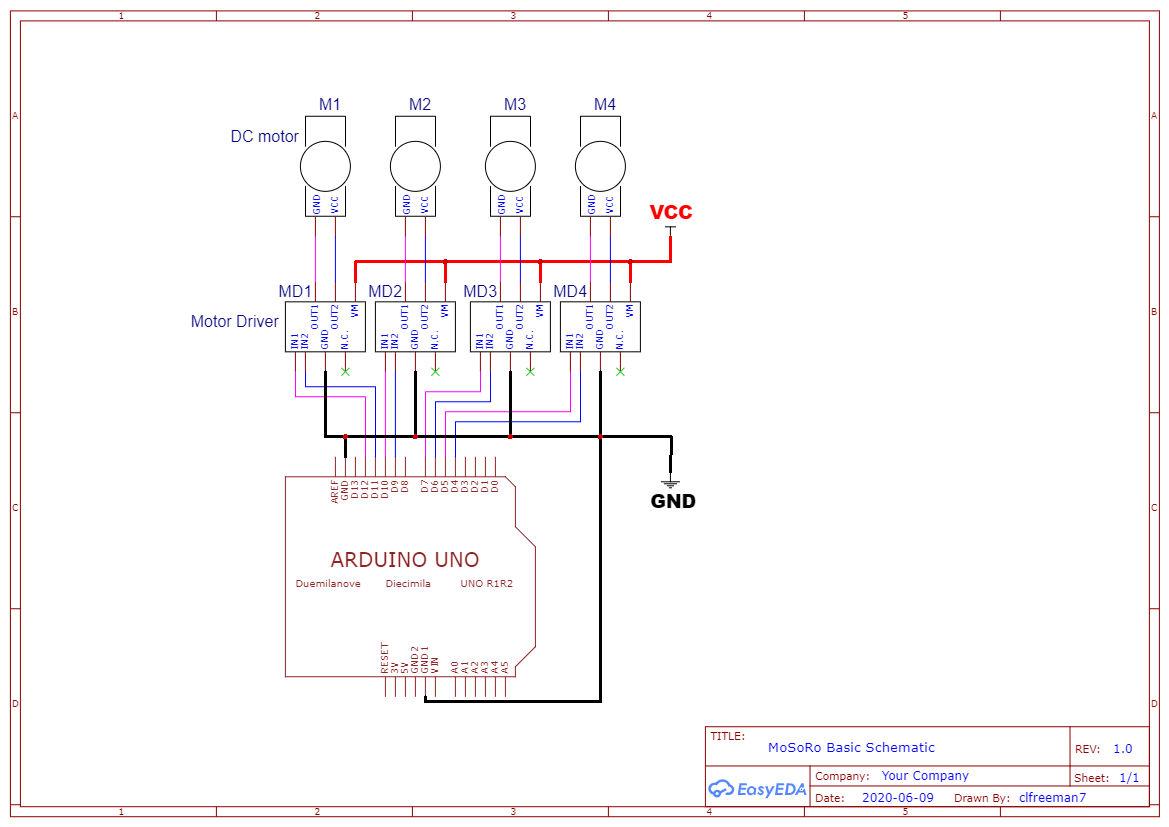 1 2 3 4 5
A A
M1 M2 M3 M4
DC motor
GND VCC GND VCC GND VCC GND VCC
VCC
MD1 MD2 MD3 MD4
B B
Motor Driver
OUT1 OUT2 VM OUT1 OUT2 VM OUT1 OUT2 VM OUT1 OUT2 VM
IN1 IN2 GND N.C. IN1 IN2 GND N.C. IN1 IN2 GND N.C. IN1 IN2 GND N.C.
AREF GND D13 D12 D11 D10 D9 D8 D7 D6 D5 D4 D3 D2 D1 D0
GND
C C
ARDUINO UNO
Duemilanove Diecimila UNO R1R2
RESET 3V 5V GND2 GND1 VIN A0 A1 A2 A3 A4 A5
D D
TITLE:
MoSoRo Basic Schematic
REV: 1.0
EasyEDA
Company: Your Company
Sheet: 1/1
Date: 2020-06-09 Drawn By: clfreeman7
1 2 3 4 5